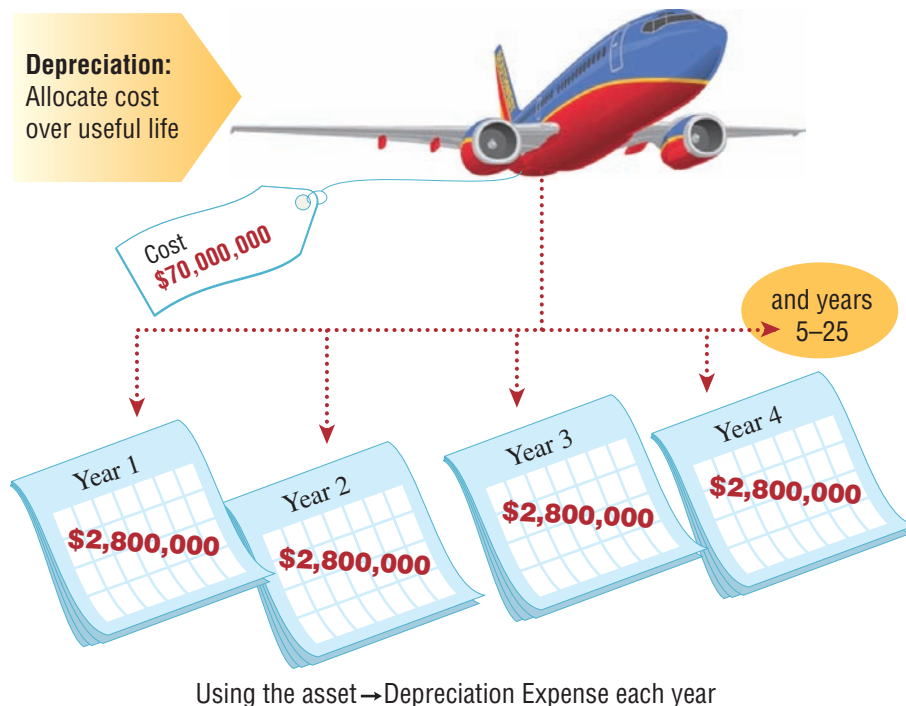 Depreciation:
Allocate cost
over useful life
Cost
$70,000,000
and years
5–25
Year 1
$2,800,000
Year 2
$2,800,000
Year 3
$2,800,000
Year 4
$2,800,000
Using the asset→Depreciation Expense each year